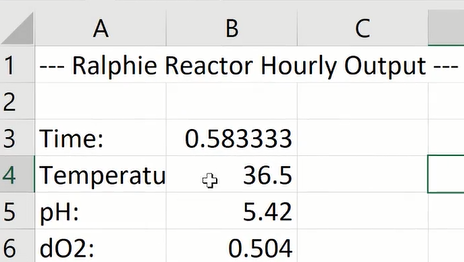 A B C
1 --- Ralphie Reactor Hourly Output ---
2
3 Time: 0.583333
4 Temperatu 36.5
5 pH: 5.42
6 dO2: 0.504